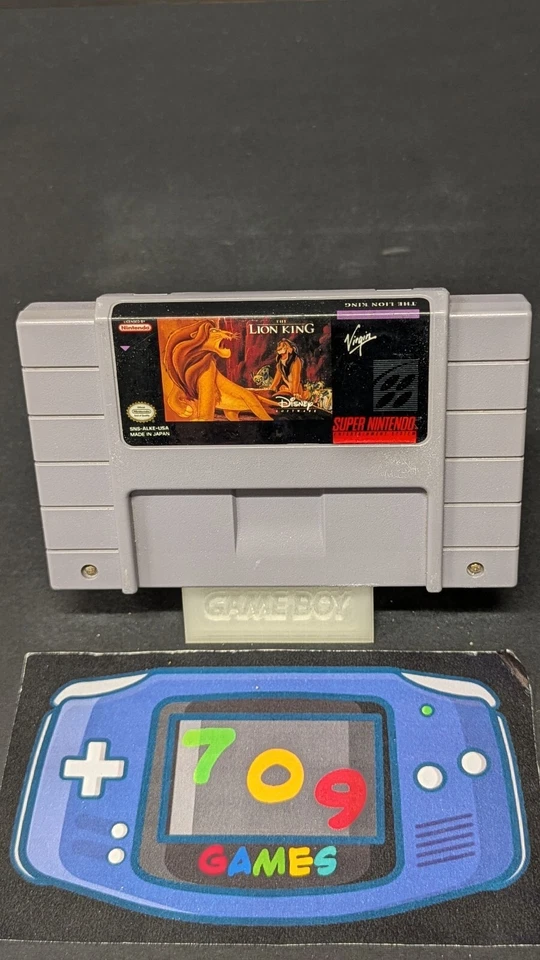 THE LION KING
LICENSED BY
Nintendo
THE
LION KING
Virgin
DISNEY
SOFTWARE
SNS-ALKE-USA
MADE IN JAPAN
SUPER NINTENDO
ENTERTAINMENT SYSTEM
GAME BOY
709
GAMES